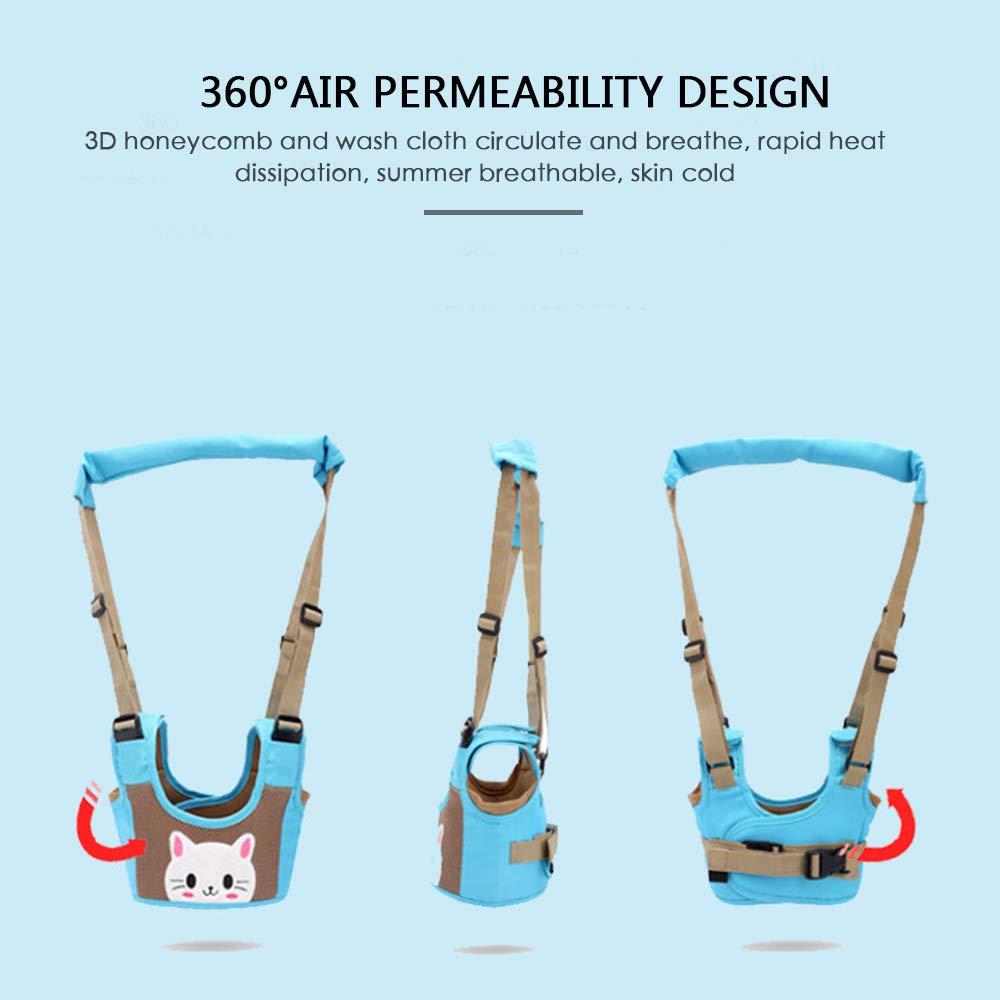 360°AIR PERMEABILITY DESIGN
3D honeycomb and wash cloth circulate and breathe, rapid heat
dissipation, summer breathable, skin cold